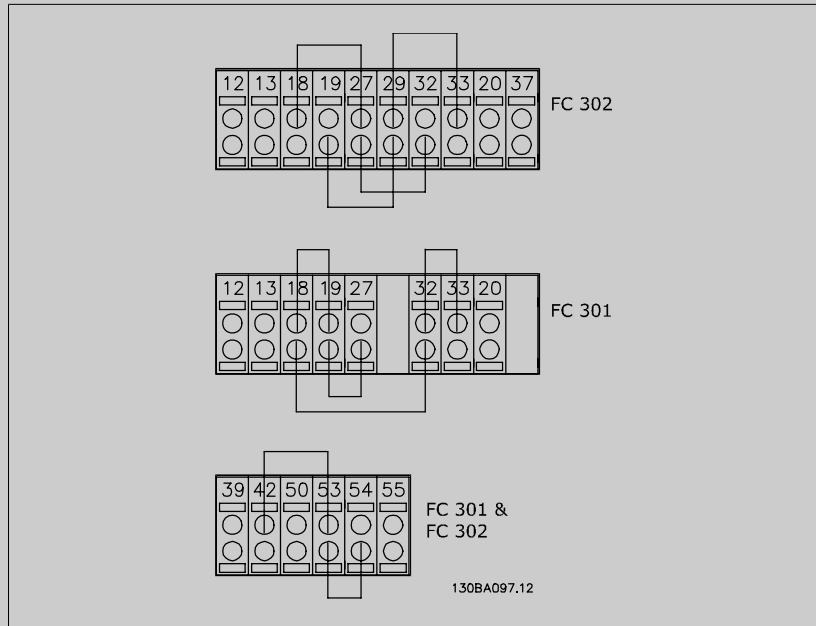 12 13 18 19 27 29 32 33 20 37
FC 302
12 13 18 19 27 32 33 20
FC 301
39 42 50 53 54 55
FC 301 &
FC 302
130BA097.12